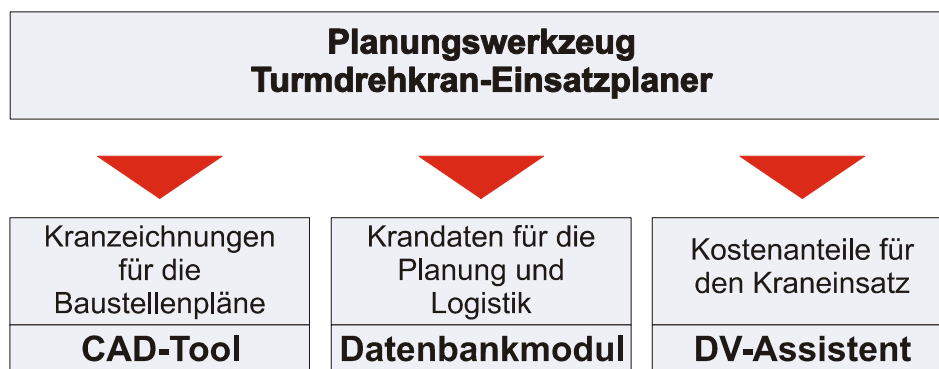 Planungswerkzeug
Turmdrehkran-Einsatzplaner
Kranzeichnungen
für die
Baustellenpläne
CAD-Tool
Krandaten für die
Planung und
Logistik
Datenbankmodul
Kostenanteile für
den Kraneinsatz
DV-Assistent